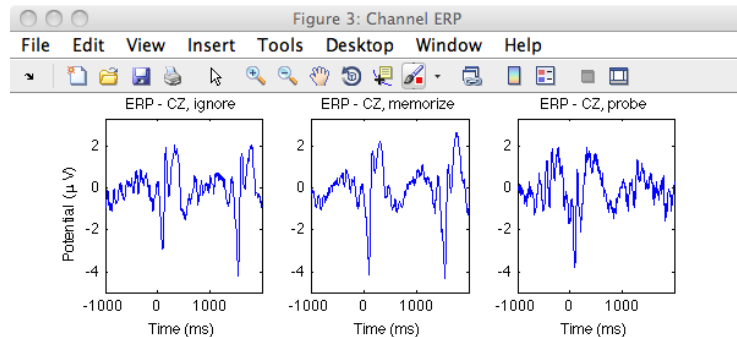 Figure 3: Channel ERP
File Edit View Insert Tools Desktop Window Help
ERP - CZ, ignore ERP - CZ, memorize ERP - CZ, probe
2 2 2
0 0 0
-2 -2 -2
-4 -4 -4
Potential (μ V)
-1000 0 1000 -1000 0 1000 -1000 0 1000
Time (ms) Time (ms) Time (ms)